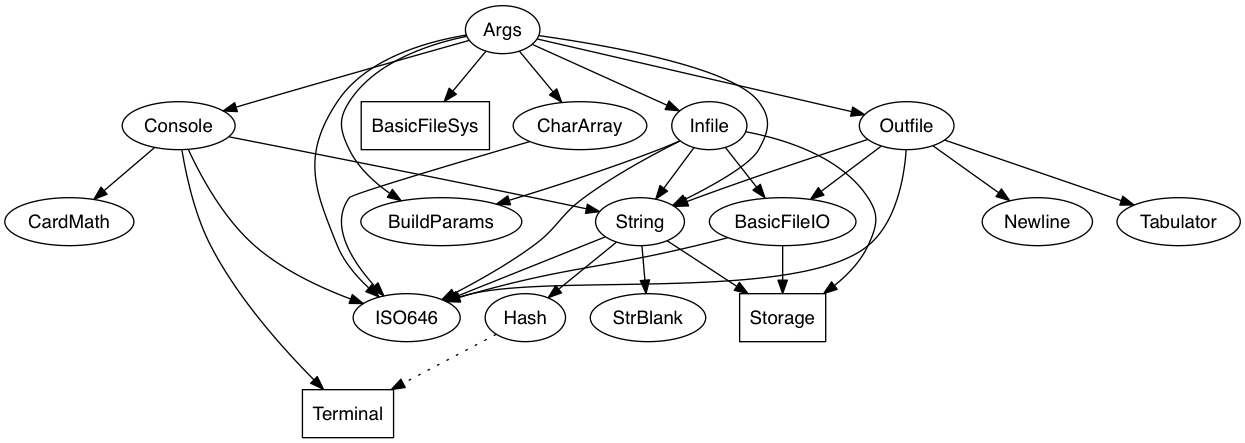 Args
Console
BasicFileSys
CharArray
Infile
Outfile
CardMath
BuildParams
String
BasicFileIO
Newline
Tabulator
ISO646
Hash
StrBlank
Storage
Terminal